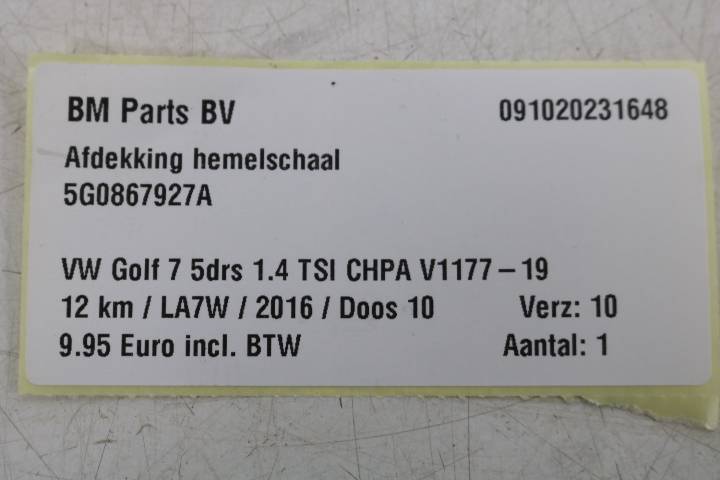 BM Parts BV 091020231648
Afdekking hemelschaal
5G0867927A
VW Golf 7 5drs 1.4 TSI CHPA V1177 – 19
12 km / LA7W / 2016 / Doos 10 Verz: 10
9.95 Euro incl. BTW Aantal: 1